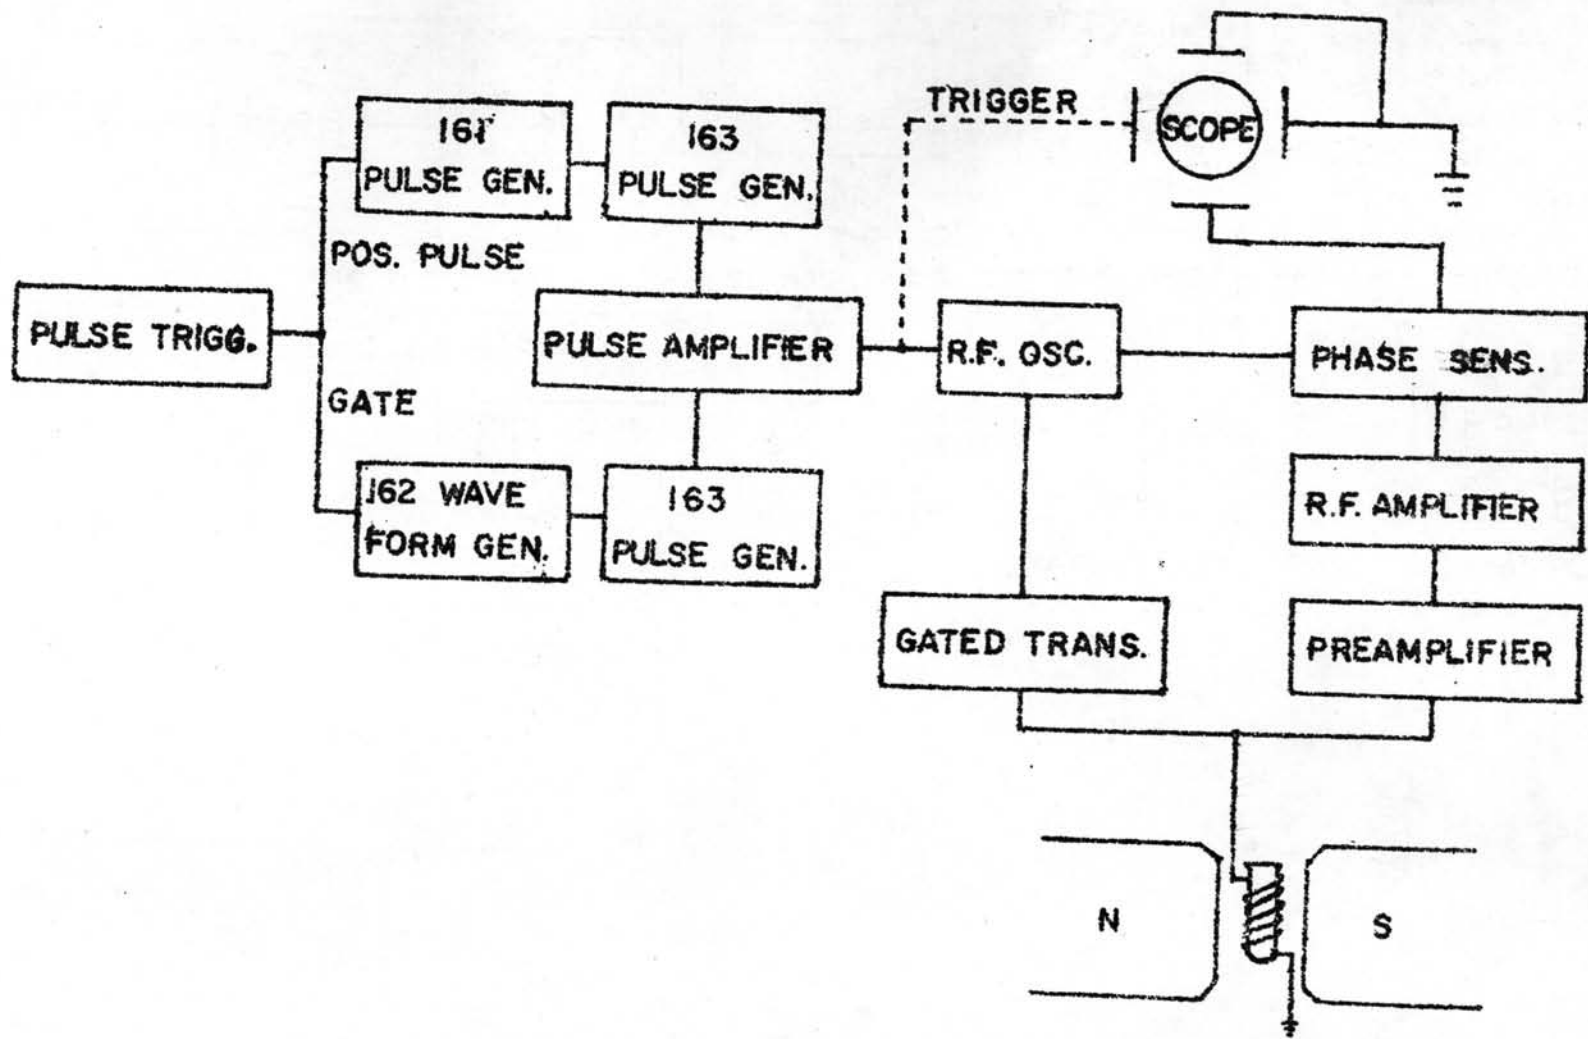 TRIGGER
SCOPE
161
PULSE GEN.
163
PULSE GEN.
POS. PULSE
PULSE TRIGG.
PULSE AMPLIFIER
R.F. OSC.
PHASE SENS.
GATE
162 WAVE
FORM GEN.
163
PULSE GEN.
R.F. AMPLIFIER
GATED TRANS.
PREAMPLIFIER
N
S